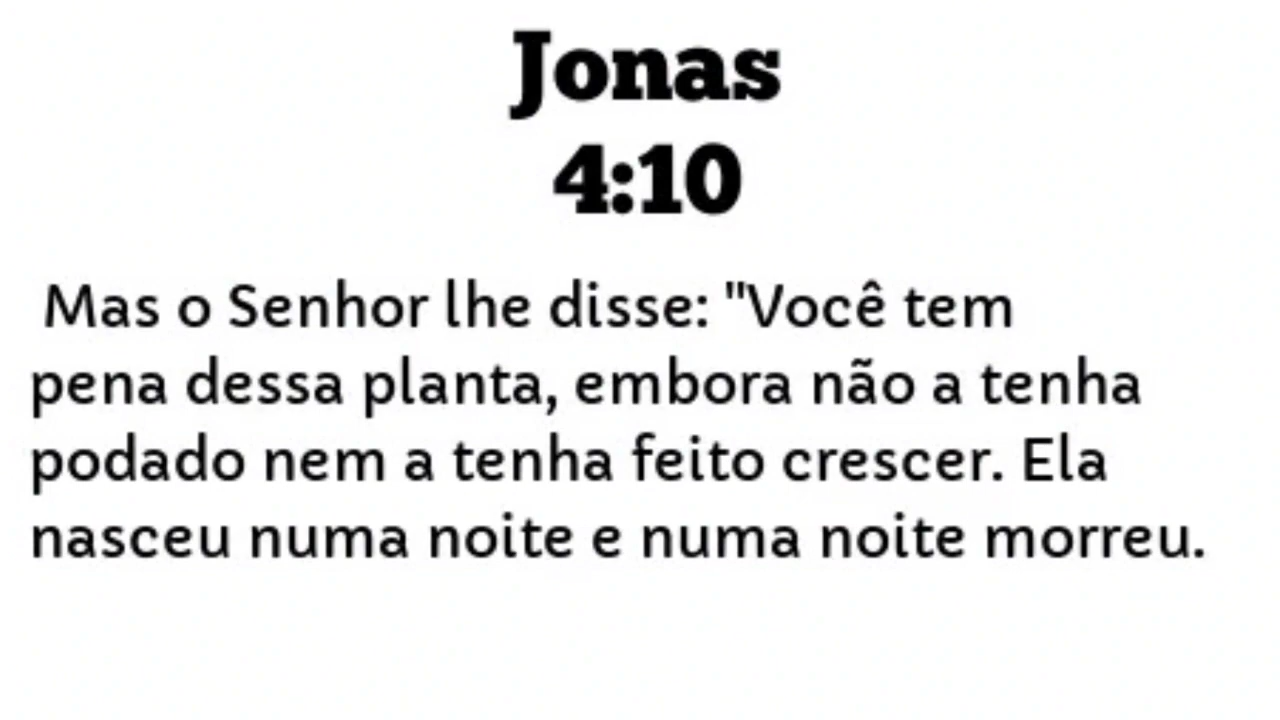 Jonas
4:10
Mas o Senhor lhe disse: "Você tem
pena dessa planta, embora não a tenha
podado nem a tenha feito crescer. Ela
nasceu numa noite e numa noite morreu.